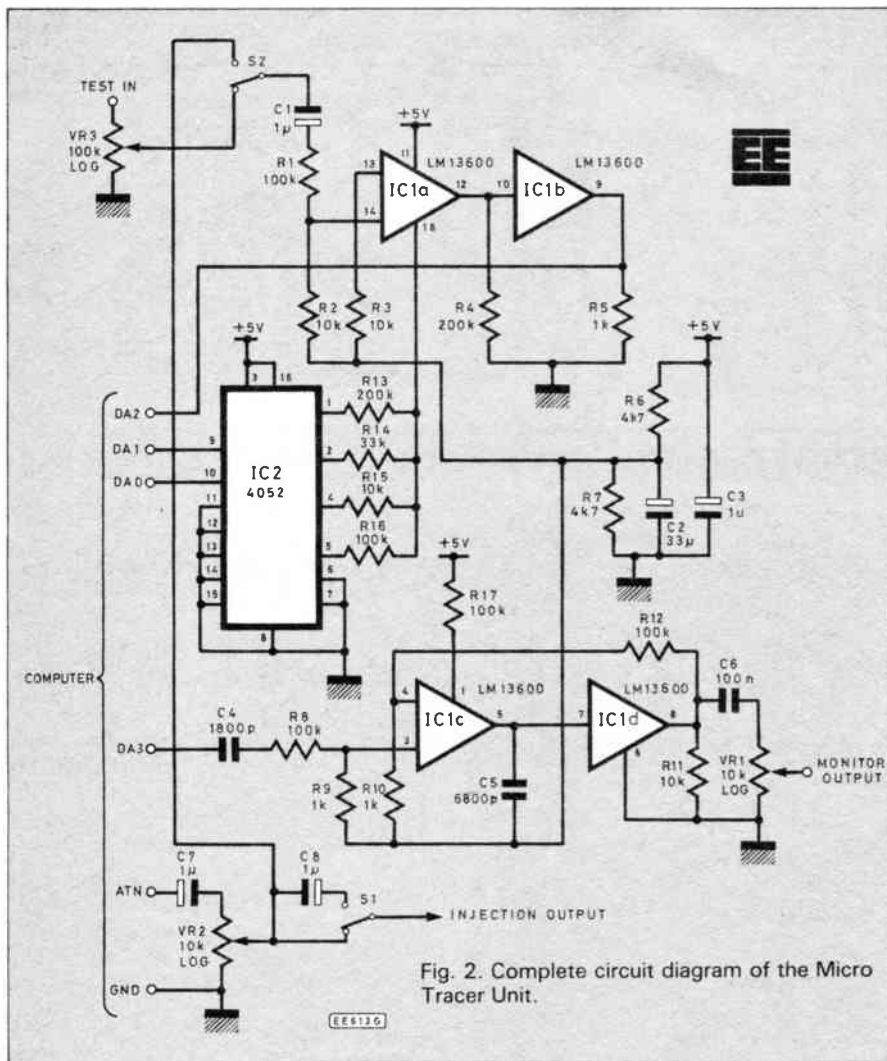 S2
TEST IN
VR3
100k
LOG
C1
1µ
R1
100k
+5V
11
LM13600
LM13600
EE
13
14
IC1a
12
10
IC1b
9
16
R2
10k
R3
10k
R4
200k
R5
1k
+5V
+5V
3
16
DA2
DA1
DA0
9
10
11
12
13
14
15
IC2
4052
1
2
4
5
6
7
8
R13
200k
R14
33k
R15
10k
R16
100k
R6
4k7
R7
4k7
C2
33µ
C3
1u
+5V
R17
100k
R12
100k
COMPUTER
C6
100n
4
1
LM13600
LM13600
IC1c
5
7
IC1d
8
6
3
DA3
C4
1800p
R8
100k
R9
1k
R10
1k
C5
6800p
R11
10k
VR1
10k
LOG
MONITOR
OUTPUT
C7
1µ
C8
1µ
S1
ATN
VR2
10k
LOG
INJECTION OUTPUT
GND
Fig. 2. Complete circuit diagram of the Micro
Tracer Unit.
EE613G